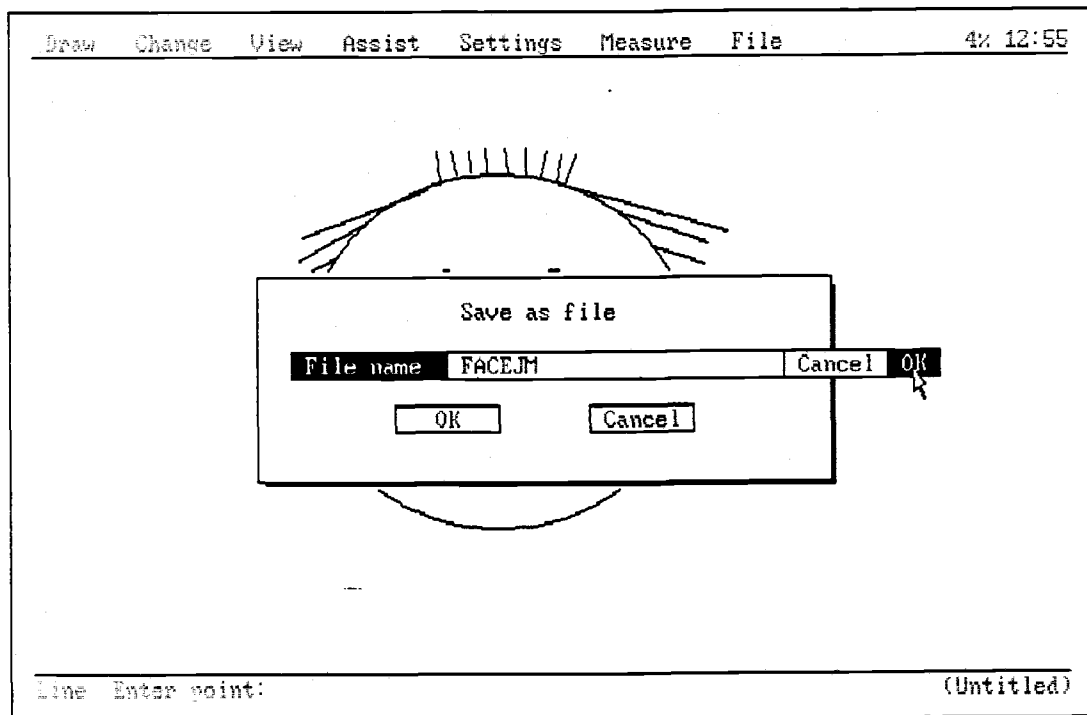 Draw Change View Assist Settings Measure File 4% 12:55
Save as file
File name FACEJM Cancel OK
OK Cancel
Line Enter point: (Untitled)